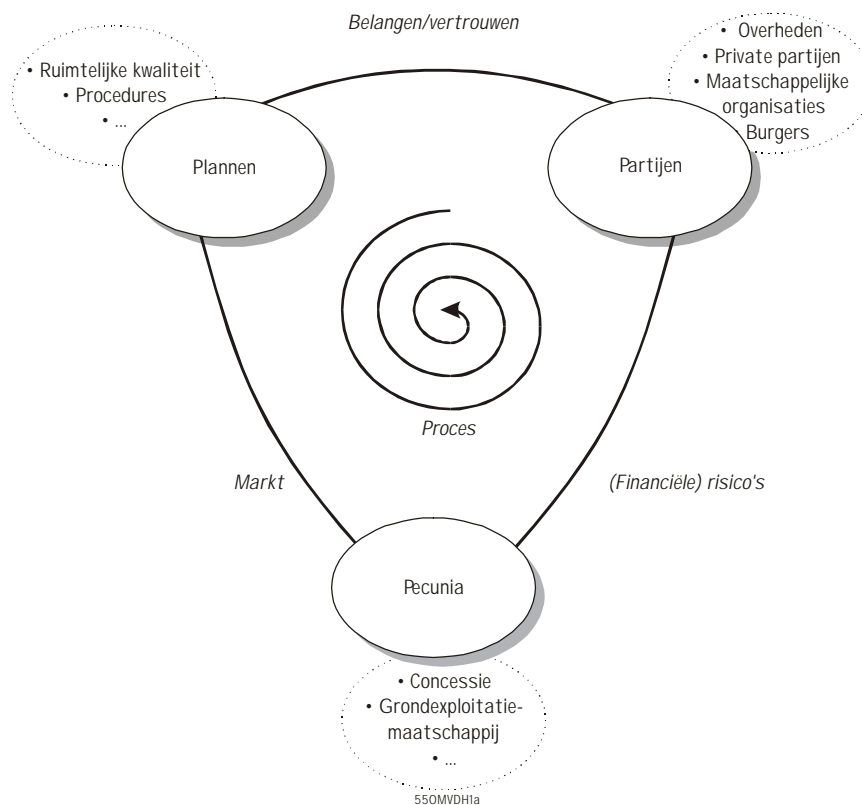 Belangen/vertrouwen
• Ruimtelijke kwaliteit
• Procedures
• ...
• Overheden
• Private partijen
• Maatschappelijke
organisaties
Burgers
Plannen
Partijen
Proces
Markt
(Financiële) risico's
Pecunia
• Concessie
• Grondexploitatie-
maatschappij
• ...
55OMVDH1a